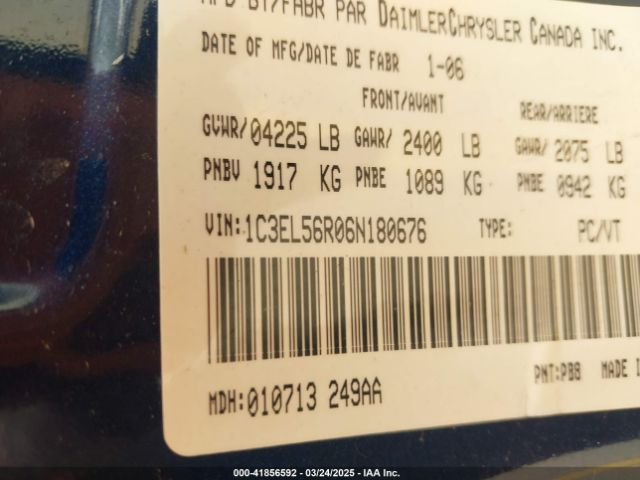 MFD BY/FABR PAR DAIMLERCHRYSLER CANADA INC.
DATE OF MFG/DATE DE FABR 1-06
FRONT/AVANT REAR/ARRIERE
GVWR/04225 LB GAWR/ 2400 LB GAWR/ 2075 LB
PNBV 1917 KG PNBE 1089 KG PNBE 0942 KG
VIN:1C3EL56R06N180676 TYPE: PC/VT
PNT:PB8 MADE I
MDH:010713 249AA
000-41856592 - 03/24/2025 - IAA Inc.